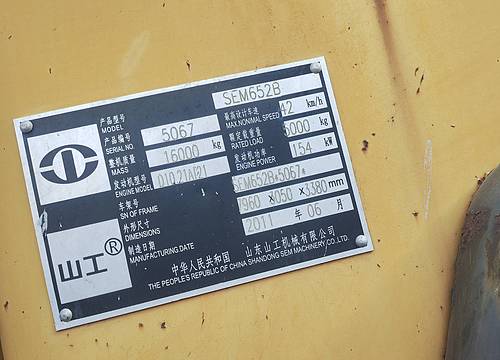 产品型号 MODEL SEM652B
产品编号 SERIAL NO. 5067 最高设计车速 MAX.NONMAL SPEED 42 km/h
整机质量 MASS 16000 kg 额定载重量 RATED LOAD 5000 kg
发动机型号 ENGINE MODEL 发动机功率 ENGINE POWER 154 kW
车架号 SN OF FRAME SEM652B*5067*
外形尺寸 DIMENSIONS 7960 × 3050 × 3380 mm
制造日期 MANUFACTURING DATE 2011 年 06 月
山工®
中华人民共和国 山东山工机械有限公司
THE PEOPLE'S REPUBLIC OF CHINA SHANDONG SEM MACHINERY CO.,LTD.